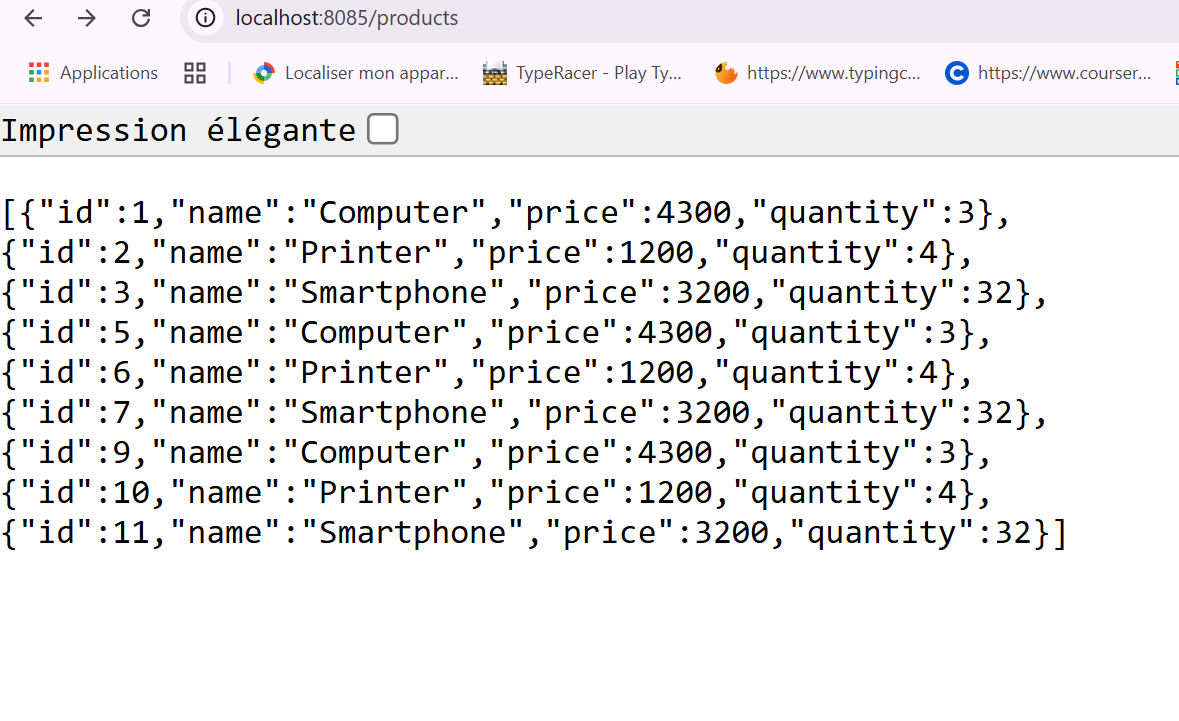 localhost:8085/products
Applications Localiser mon appar... TypeRacer - Play Ty... https://www.typingc... https://www.courser...
Impression élégante
[{"id":1,"name":"Computer","price":4300,"quantity":3},
{"id":2,"name":"Printer","price":1200,"quantity":4},
{"id":3,"name":"Smartphone","price":3200,"quantity":32},
{"id":5,"name":"Computer","price":4300,"quantity":3},
{"id":6,"name":"Printer","price":1200,"quantity":4},
{"id":7,"name":"Smartphone","price":3200,"quantity":32},
{"id":9,"name":"Computer","price":4300,"quantity":3},
{"id":10,"name":"Printer","price":1200,"quantity":4},
{"id":11,"name":"Smartphone","price":3200,"quantity":32}]